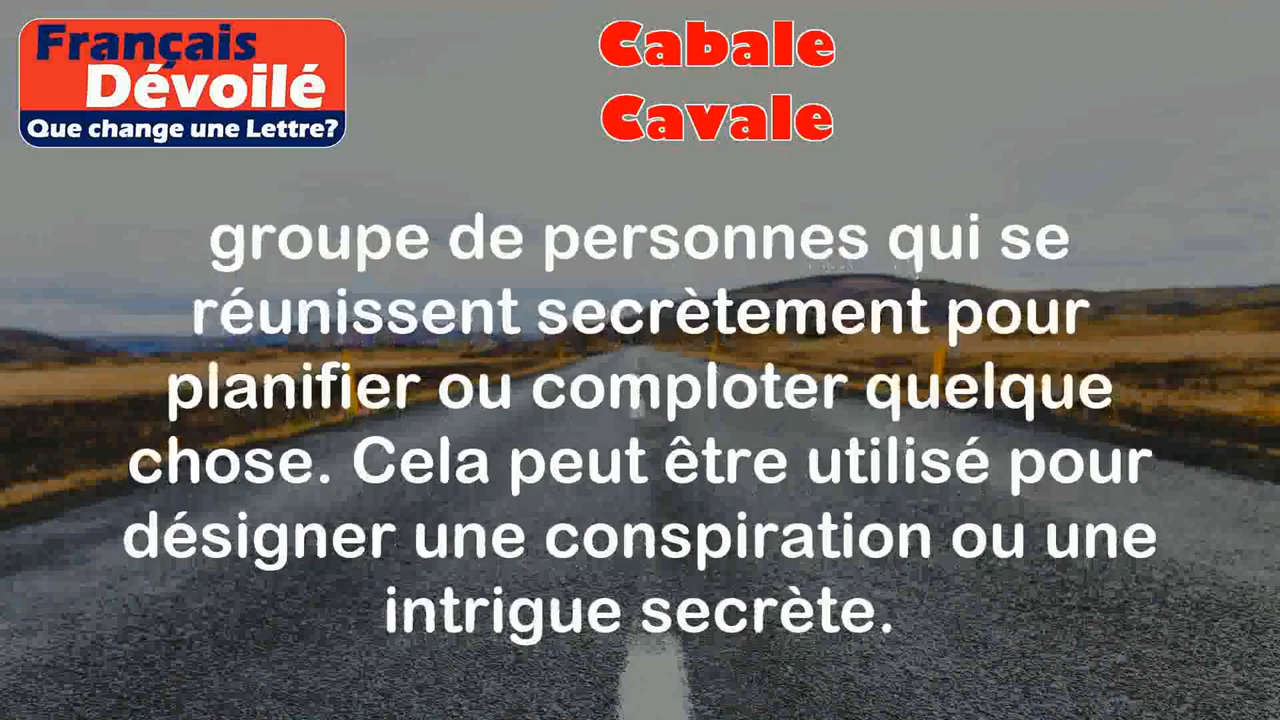 Français
Dévoilé
Que change une Lettre?
Cabale
Cavale
groupe de personnes qui se
réunissent secrètement pour
planifier ou comploter quelque
chose. Cela peut être utilisé pour
désigner une conspiration ou une
intrigue secrète.